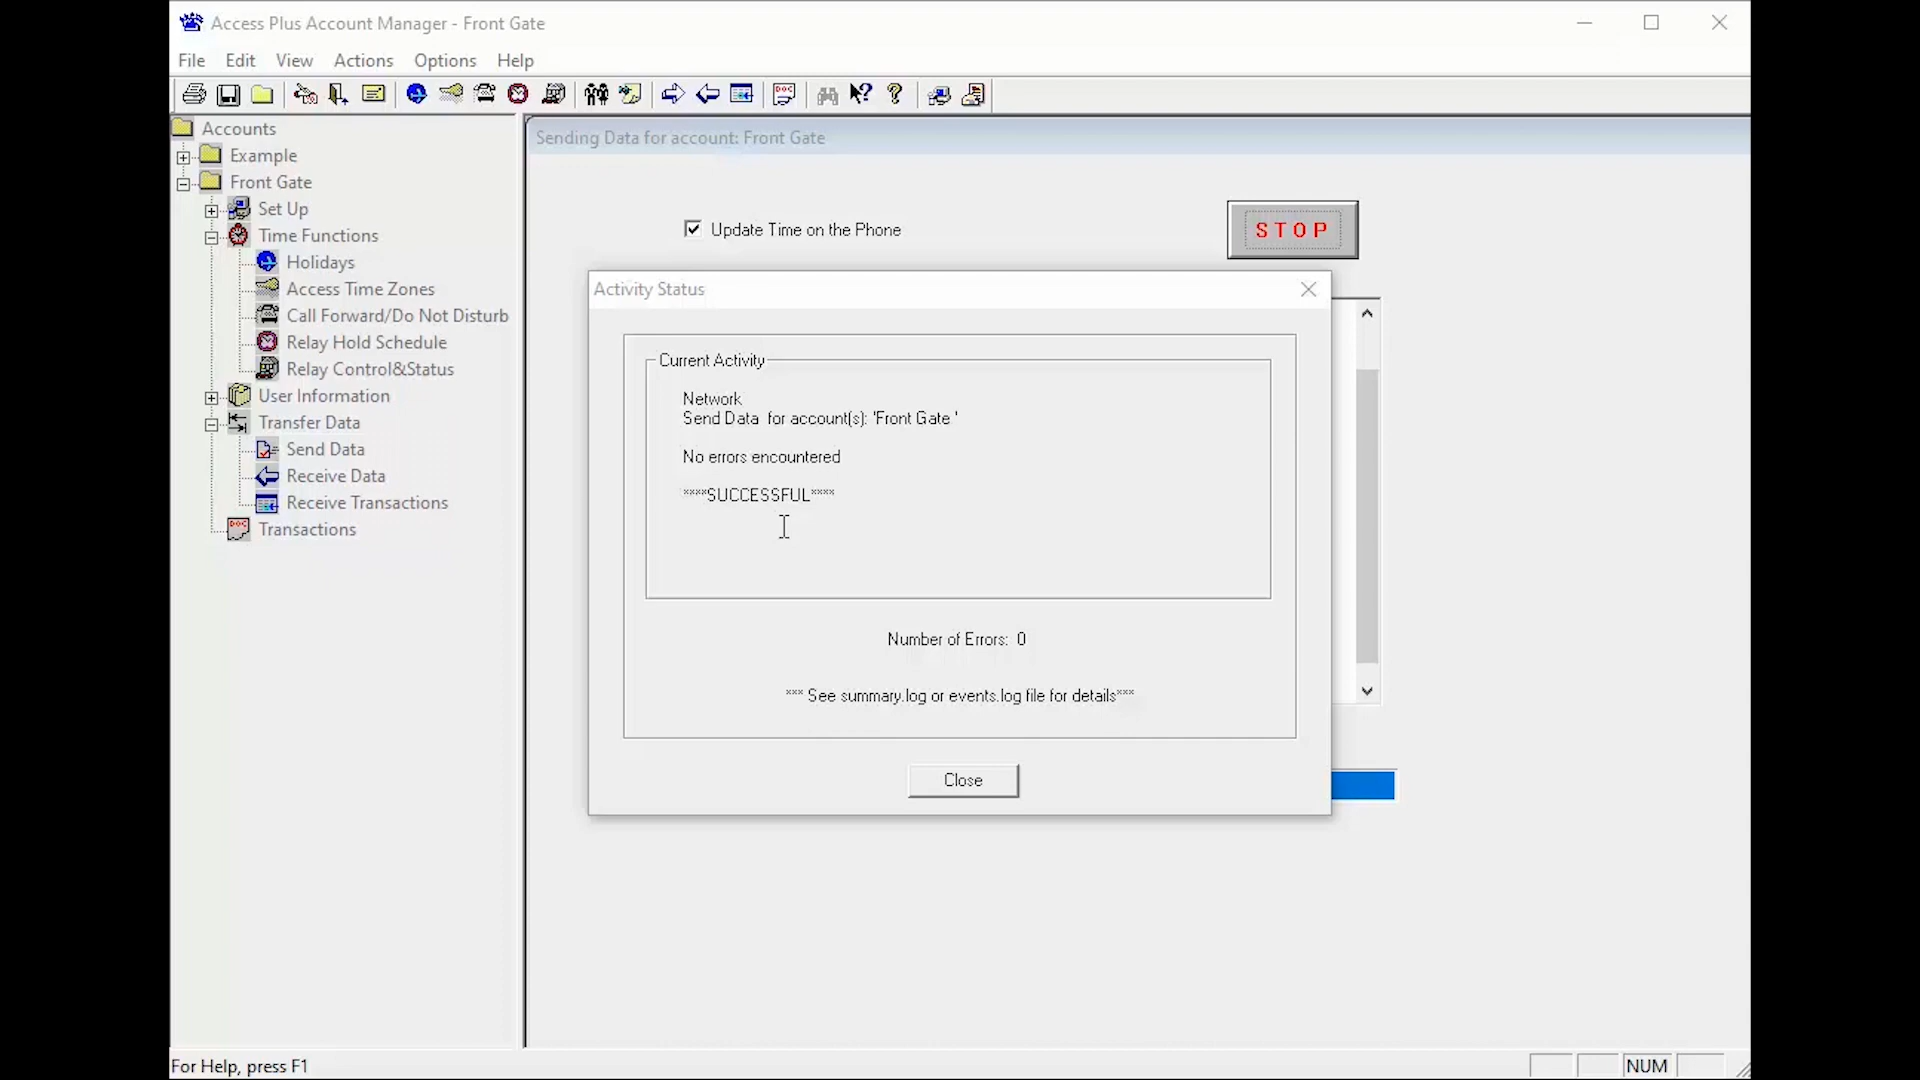 Access Plus Account Manager - Front Gate
File Edit View Actions Options Help
Accounts
Example
Front Gate
Set Up
Time Functions
Holidays
Access Time Zones
Call Forward/Do Not Disturb
Relay Hold Schedule
Relay Control&Status
User Information
Transfer Data
Send Data
Receive Data
Receive Transactions
Transactions
Sending Data for account: Front Gate
Update Time on the Phone
STOP
Activity Status
Current Activity
Network
Send Data for account(s): 'Front Gate '
No errors encountered
****SUCCESSFUL****
Number of Errors: 0
*** See summary.log or events.log file for details***
Close
For Help, press F1
NUM